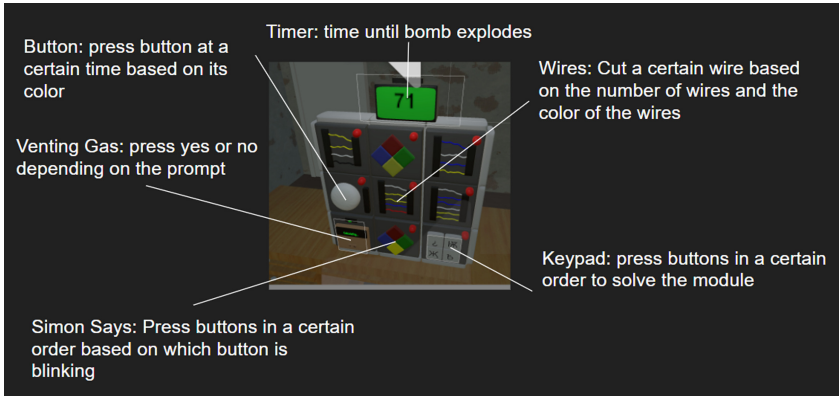 Timer: time until bomb explodes
Button: press button at a
certain time based on its
color
Wires: Cut a certain wire based
on the number of wires and the
color of the wires
71
Venting Gas: press yes or no
depending on the prompt
Keypad: press buttons in a certain
order to solve the module
Simon Says: Press buttons in a certain
order based on which button is
blinking